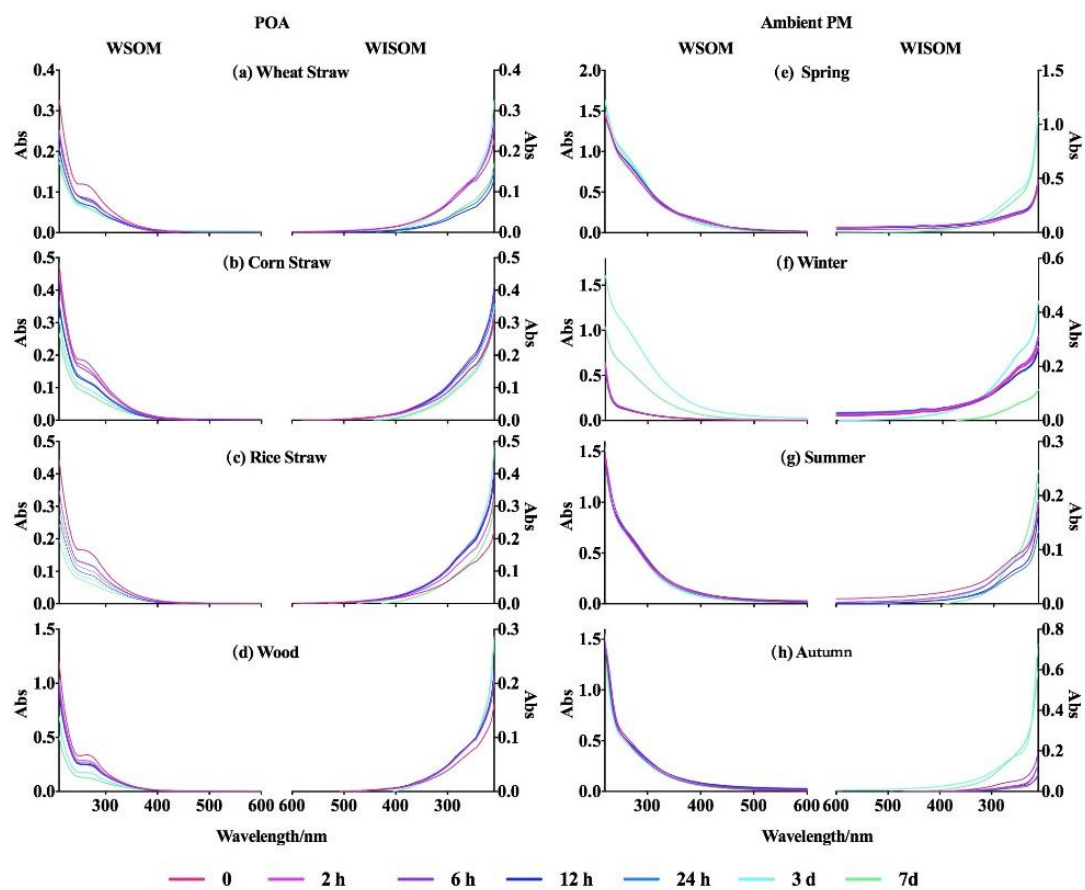 POA Ambient PM
WSOM WISOM WSOM WISOM
(a) Wheat Straw
0.4 0.3 0.2 0.1 0.0
Abs
0.4 0.3 0.2 0.1 0.0
Abs
(e) Spring
2.0 1.5 1.0 0.5 0.0
Abs
1.5 1.0 0.5 0.0
Abs
(b) Corn Straw
0.5 0.4 0.3 0.2 0.1 0.0
Abs
0.5 0.4 0.3 0.2 0.1 0.0
Abs
(f) Winter
1.5 1.0 0.5 0.0
Abs
0.6 0.4 0.2 0.0
Abs
(c) Rice Straw
0.5 0.4 0.3 0.2 0.1 0.0
Abs
0.5 0.4 0.3 0.2 0.1 0.0
Abs
(g) Summer
1.5 1.0 0.5 0.0
Abs
0.3 0.2 0.1 0.0
Abs
(d) Wood
1.5 1.0 0.5 0.0
Abs
0.3 0.2 0.1 0.0
Abs
(h) Autumn
1.5 1.0 0.5 0.0
Abs
0.8 0.6 0.4 0.2 0.0
Abs
300 400 500 600 600 500 400 300 300 400 500 600 600 500 400 300
Wavelength/nm Wavelength/nm
0 2 h 6 h 12 h 24 h 3 d 7d